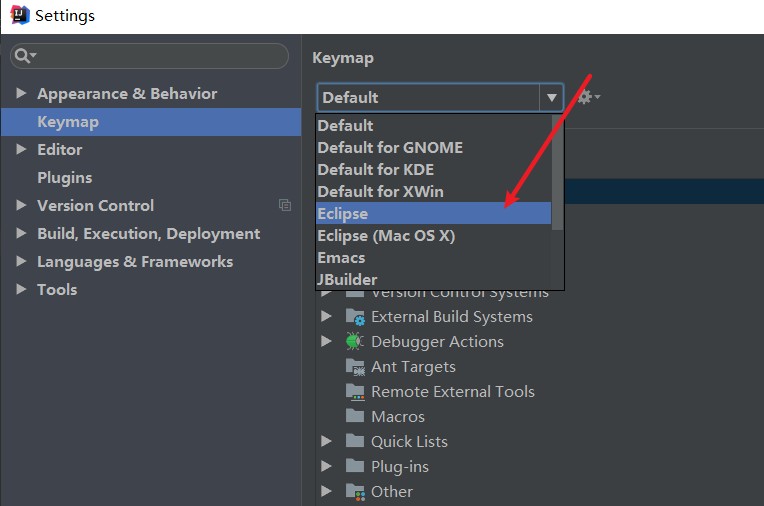 Settings
Appearance & Behavior
Keymap
Editor
Plugins
Version Control
Build, Execution, Deployment
Languages & Frameworks
Tools
Keymap
Default
Default
Default for GNOME
Default for KDE
Default for XWin
Eclipse
Eclipse (Mac OS X)
Emacs
JBuilder
Version Control Systems
External Build Systems
Debugger Actions
Ant Targets
Remote External Tools
Macros
Quick Lists
Plug-ins
Other